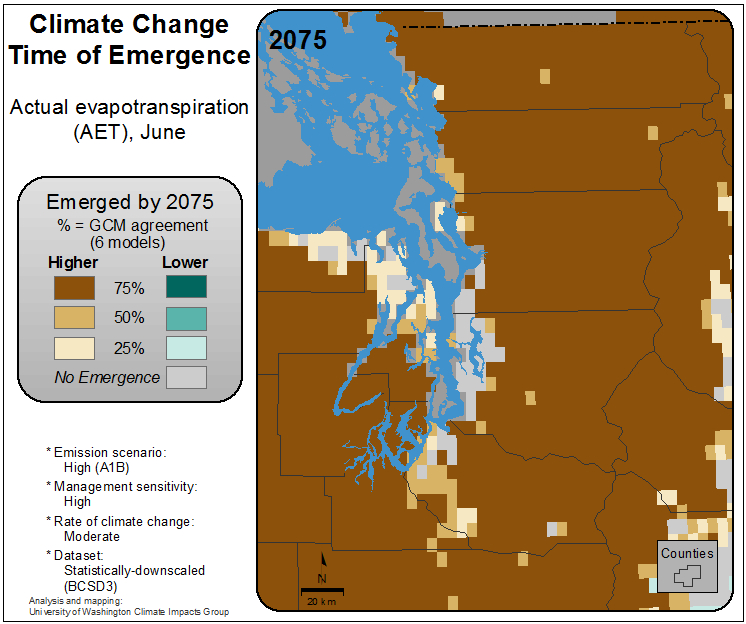 Climate Change
Time of Emergence
Actual evapotranspiration
(AET), June
Emerged by 2075
% = GCM agreement
(6 models)
Higher Lower
75%
50%
25%
No Emergence
* Emission scenario:
High (A1B)
* Management sensitivity:
High
* Rate of climate change:
Moderate
* Dataset:
Statistically-downscaled
(BCSD3)
Analysis and mapping:
University of Washington Climate Impacts Group
2075
N
20 km
Counties